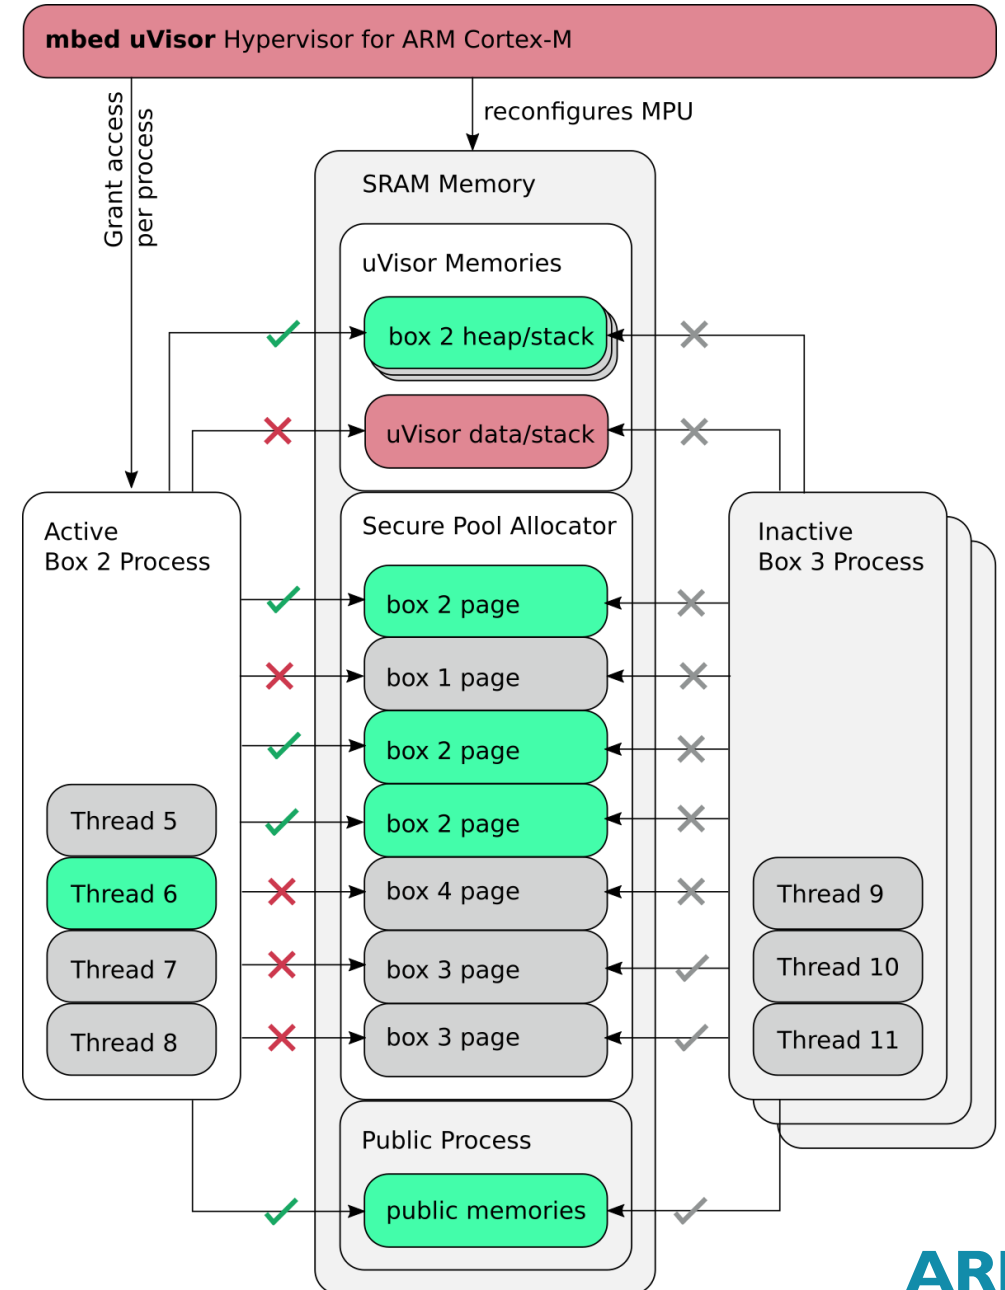 mbed uVisor Hypervisor for ARM Cortex-M
Grant access
per process
reconfigures MPU
SRAM Memory
uVisor Memories
box 2 heap/stack
uVisor data/stack
Active
Box 2 Process
Secure Pool Allocator
Inactive
Box 3 Process
box 2 page
box 1 page
box 2 page
box 2 page
box 4 page
box 3 page
box 3 page
Thread 5
Thread 6
Thread 7
Thread 8
Thread 9
Thread 10
Thread 11
Public Process
public memories